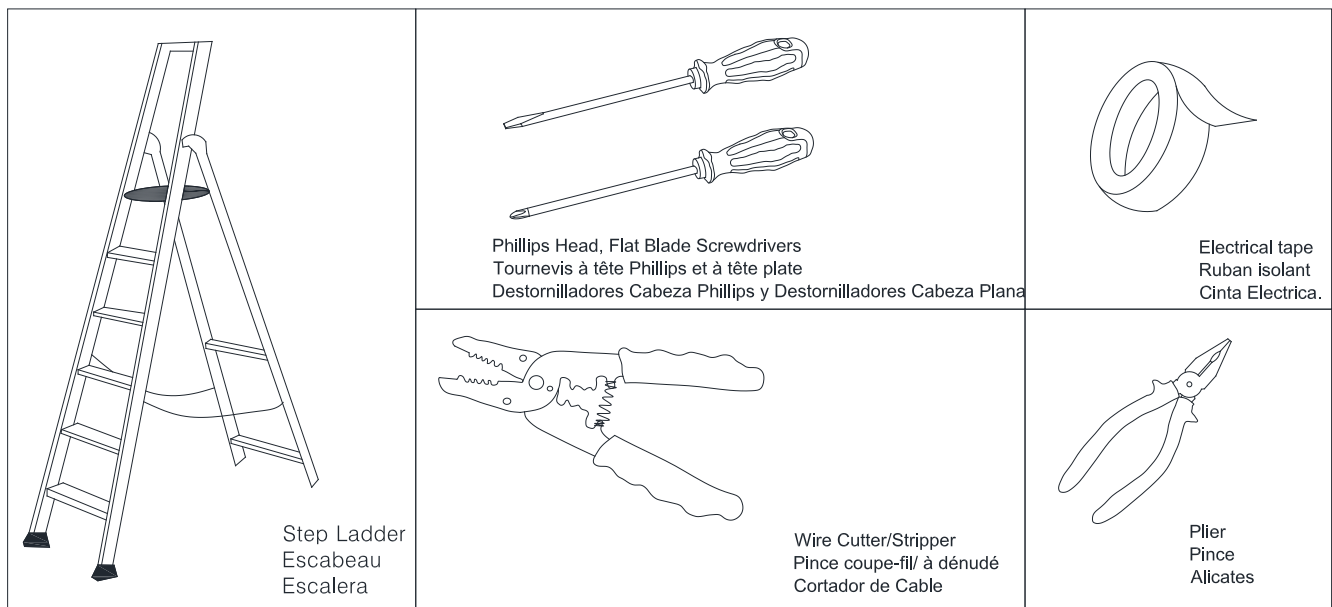 Step Ladder
Escabeau
Escalera
Phillips Head, Flat Blade Screwdrivers
Tournevis à tête Phillips et à tête plate
Destornilladores Cabeza Phillips y Destornilladores Cabeza Plana
Electrical tape
Ruban isolant
Cinta Electrica.
Wire Cutter/Stripper
Pince coupe-fil/ à dénudé
Cortador de Cable
Plier
Pince
Alicates